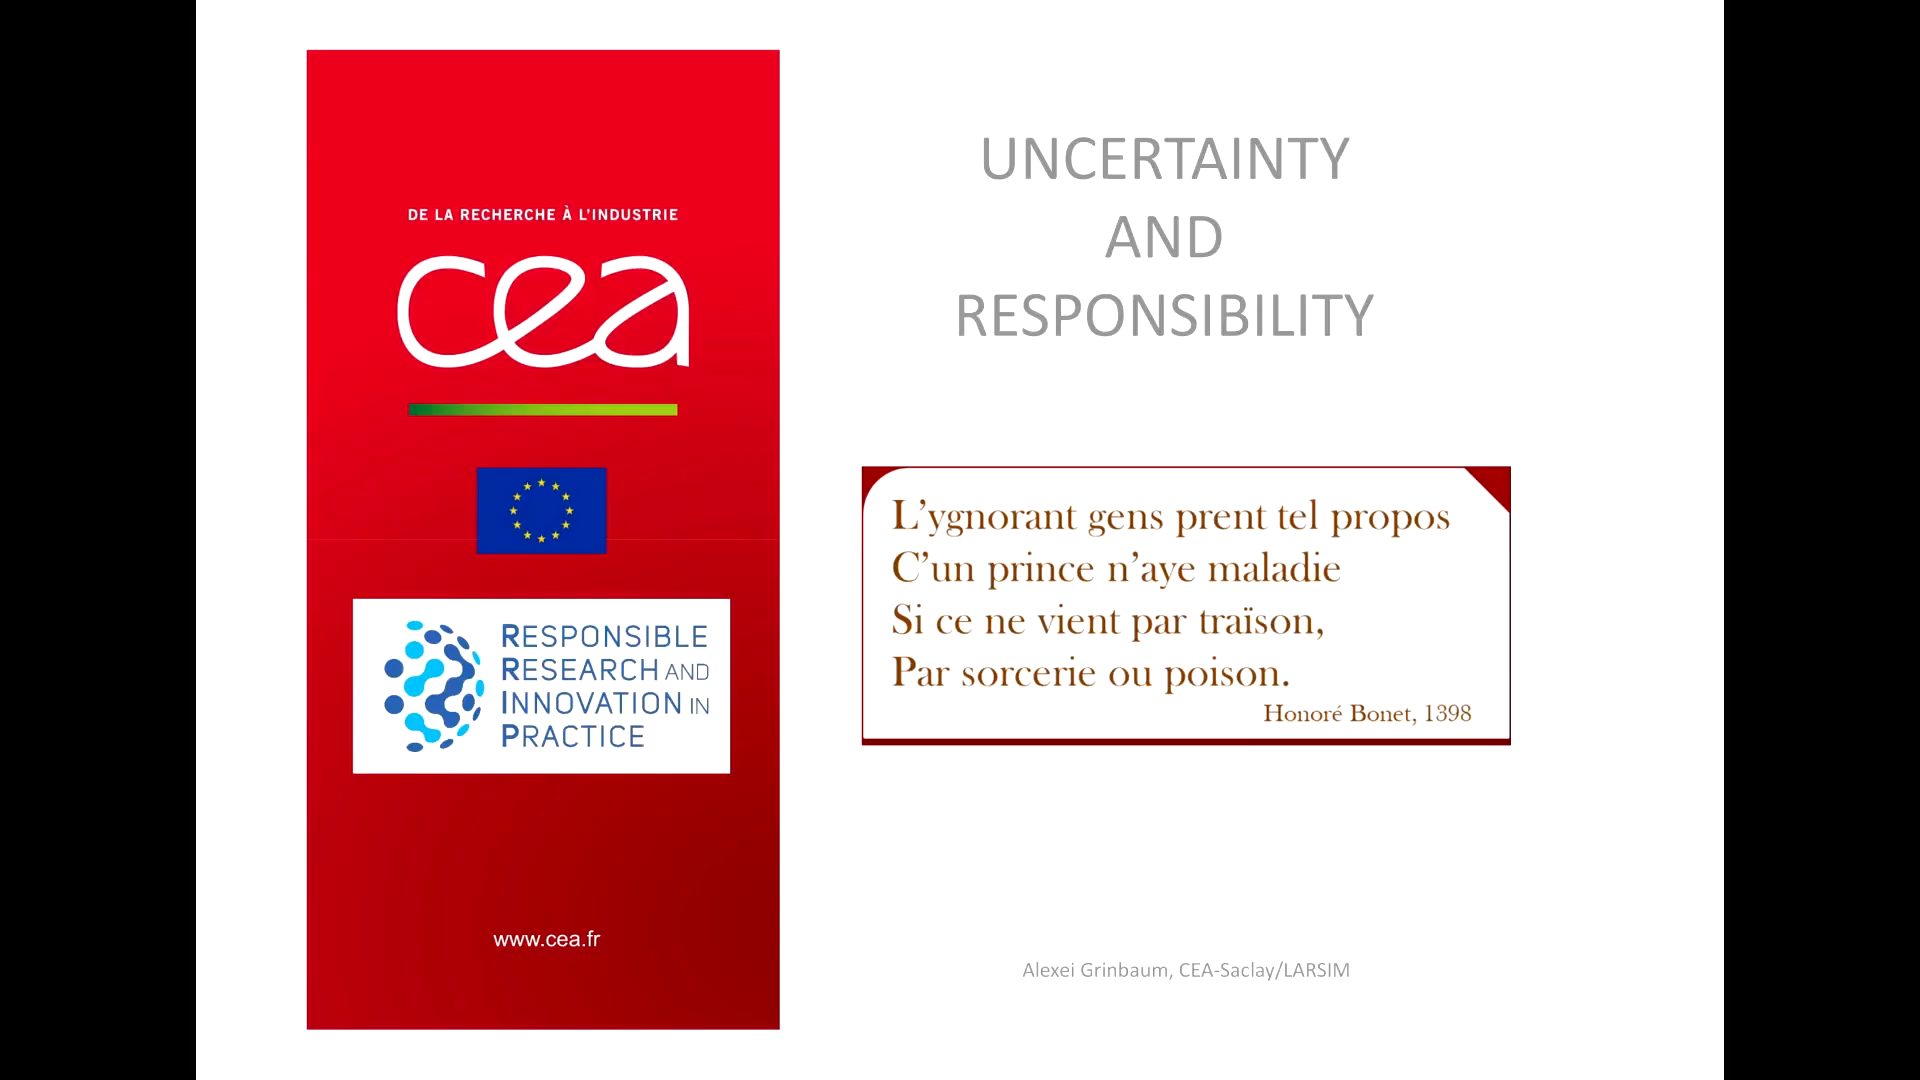 DE LA RECHERCHE À L'INDUSTRIE
cea
RESPONSIBLE
RESEARCH AND
INNOVATION IN
PRACTICE
www.cea.fr
UNCERTAINTY
AND
RESPONSIBILITY
L'ygnorant gens prent tel propos
C'un prince n'aye maladie
Si ce ne vient par traïson,
Par sorcerie ou poison.
Honoré Bonet, 1398
Alexei Grinbaum, CEA-Saclay/LARSIM